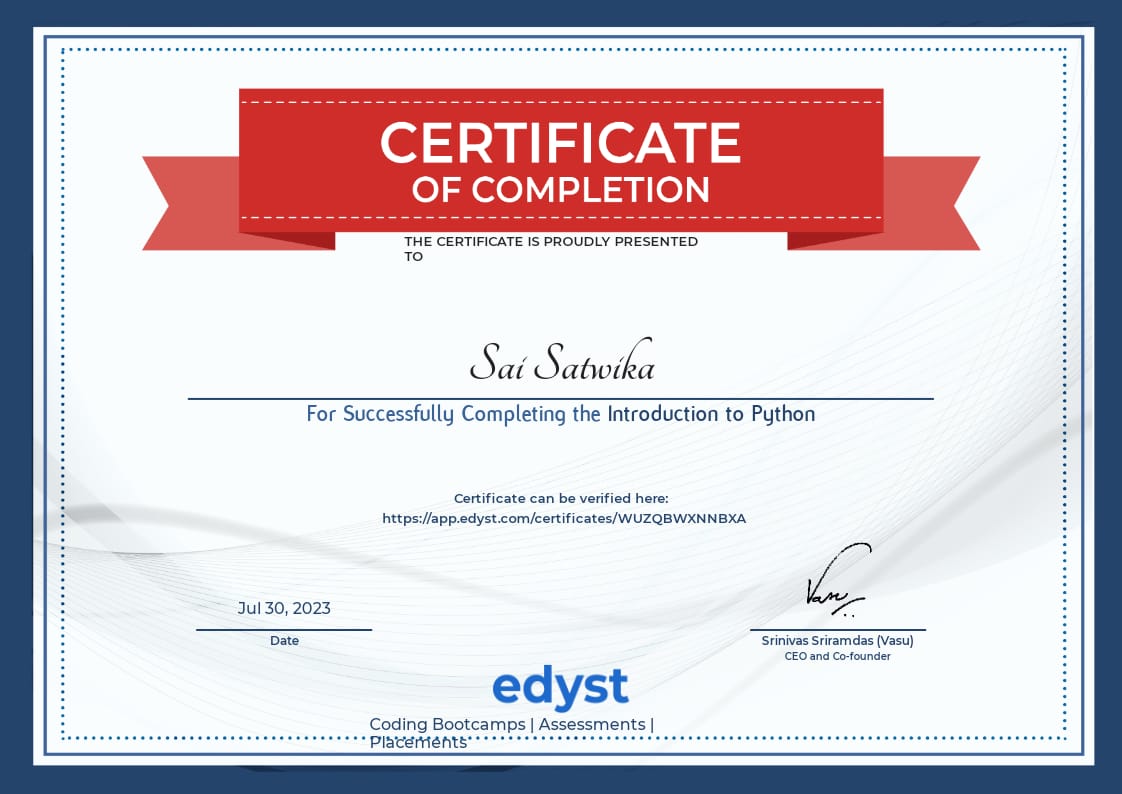 CERTIFICATE
OF COMPLETION
THE CERTIFICATE IS PROUDLY PRESENTED
TO
Sai Satwika
For Successfully Completing the Introduction to Python
Certificate can be verified here:
https://app.edyst.com/certificates/WUZQBWXNNBXA
Jul 30, 2023
Date
Vasu
Srinivas Sriramdas (Vasu)
CEO and Co-founder
edyst
Coding Bootcamps | Assessments |
Placements